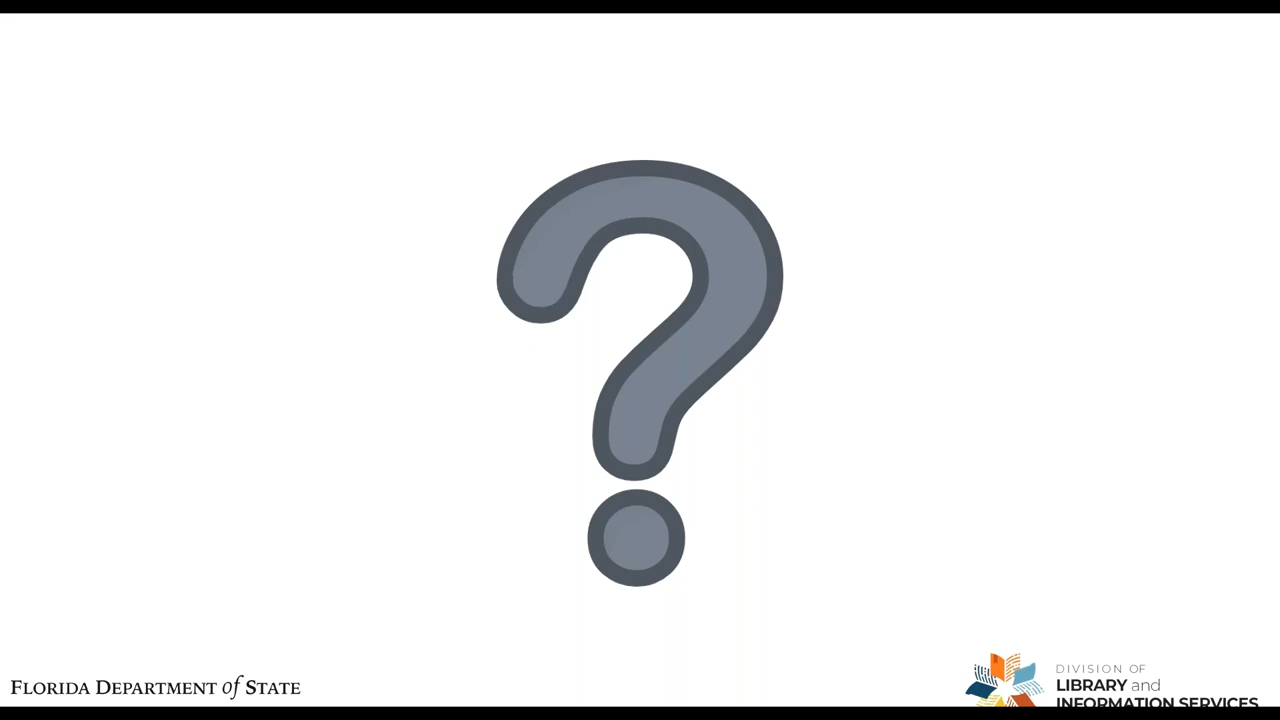 ?
FLORIDA DEPARTMENT of STATE
DIVISION OF
LIBRARY and
INFORMATION SERVICES